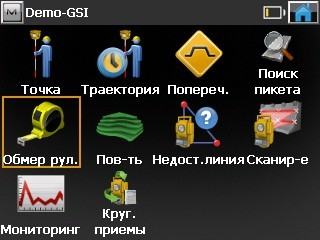 Demo-GSI
Точка
Траектория
Попереч.
Поиск
пикета
Обмер рул.
Пов-ть
Недост.линия
Сканир-е
Мониторинг
Круг.
приемы